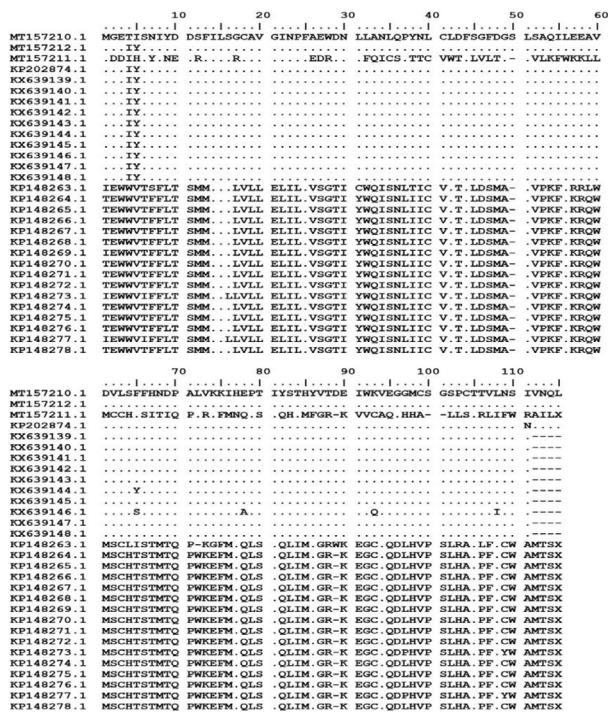 10 20 30 40 50 60
MT157210.1 MGETISNIYD DSFILSGCAV GINPFAEWDN LLANLQPYNL CLDFSGFDGS LSAQILEEAV
MT157212.1 ...IY..... .......... .......... .......... .......... ..........
MT157211.1 .DDIH.Y.NE .R....R... .....EDR.. .FQICS.TTC VWT.LVLT.- .VLKFWKKLL
KP202874.1 ...IY..... .......... .......... .......... .......... ..........
KX639139.1 ...IY..... .......... .......... .......... .......... ..........
KX639140.1 ...IY..... .......... .......... .......... .......... ..........
KX639141.1 ...IY..... .......... .......... .......... .......... ..........
KX639142.1 ...IY..... .......... .......... .......... .......... ..........
KX639143.1 ...IY..... .......... .......... .......... .......... ..........
KX639144.1 ...IY..... .......... .......... .......... .......... ..........
KX639145.1 ...IY..... .......... .......... .......... .......... ..........
KX639146.1 ...IY..... .......... .......... .......... .......... ..........
KX639147.1 ...IY..... .......... .......... .......... .......... ..........
KX639148.1 ...IY..... .......... .......... .......... .......... ..........
KP148263.1 IEWWVTSFLT SMM...LVLL ELIL.VSGTI CWQISNLTIC V.T.LDSMA- .VPKF.RRLW
KP148264.1 TEWWVTFFLT SMM...LVLL ELIL.VSGTI YWQISNLIIC V.T.LDSMA- .VPKF.KRQW
KP148265.1 TEWWVTFFLT SMM...LVLL ELIL.VSGTI YWQISNLIIC V.T.LDSMA- .VPKF.KRQW
KP148266.1 TEWWVTFFLT SMM...LVLL ELIL.VSGTI YWQISNLIIC V.T.LDSMA- .VPKF.KRQW
KP148267.1 TEWWVTFFLT SMM...LVLL ELIL.VSGTI YWQISNLIIC V.T.LDSMA- .VPKF.KRQW
KP148268.1 TEWWVTFFLT SMM...LVLL ELIL.VSGTI YWQISNLIIC V.T.LDSMA- .VPKF.KRQW
KP148269.1 TEWWVTFFLT SMM...LVLL ELIL.VSGTI YWQISNLIIC V.T.LDSMA- .VPKF.KRQW
KP148270.1 TEWWVTFFLT SMM...LVLL ELIL.VSGTI YWQISNLIIC V.T.LDSMA- .VPKF.KRQW
KP148271.1 TEWWVTFFLT SMM...LVLL ELIL.VSGTI YWQISNLIIC V.T.LDSMA- .VPKF.KRQW
KP148272.1 TEWWVTFFLT SMM...LVLL ELIL.VSGTI YWQISNLIIC V.T.LDSMA- .VPKF.KRQW
KP148273.1 IEWWVTFFLT SMM...LLVLL ELIL.VSGTI YWQISNLTIC V.T.LDSMA- .VPKF.KRQW
KP148274.1 TEWWVTFFLT SMM...LVLL ELIL.VSGTI YWQISNLIIC V.T.LDSMA- .VPKF.KRQW
KP148275.1 TEWWVTFFLT SMM...LVLL ELIL.VSGTI YWQISNLIIC V.T.LDSMA- .VPKF.KRQW
KP148276.1 TEWWVTFFLT SMM...LVLL ELIL.VSGTI YWQISNLIIC V.T.LDSMA- .VPKF.KRQW
KP148277.1 IEWWVIFFLT SMM..SLLVLL ELIL.VSGTI YWQISNLTIC V.T.LDSMA- .VPKF.KRQW
KP148278.1 TEWWVTFFLT SMM...LVLL ELIL.VSGTI YWQISNLIIC V.T.LDSMA- .VPKF.KRQW
70 80 90 100 110
MT157210.1 DVLSFFHNDP ALVKKIHEPT IYSTHYVTDE IWKVEGGMCS GSPCTTVLNS IVNQL
MT157212.1 .......... .......... .......... .......... .......... .....
MT157211.1 MCCH.SITIQ P.R.FMNQ.S .QH.MFGR-K VVCAQ.HHA- .LLS.RLIFW RAILX
KP202874.1 .......... .......... .......... .......... .......... N....
KX639139.1 .......... .......... .......... .......... .......... .----
KX639140.1 .......... .......... .......... .......... .......... .----
KX639141.1 .......... .......... .......... .......... .......... .----
KX639142.1 .......... .......... .......... .......... .......... .----
KX639143.1 .......... .......... .......... .......... .......... .----
KX639144.1 ....Y..... .......... .......... .......... .......... .----
KX639145.1 .......... .......... .......... .......... .......... .----
KX639146.1 ....S..... .......A.. .......... ..Q....... .......I.. .----
KX639147.1 .......... .......... .......... .......... .......... .----
KX639148.1 .......... .......... .......... .......... .......... .----
KP148263.1 MSCLISTMTQ P-KGFM.QLS .QLIM.GRWK EGC.QDLHVP SLRA.LF.CW AMTSX
KP148264.1 MSCHTSTMTQ PWKEFM.QLS .QLIM.GR-K EGC.QDLHVP SLHA.PF.CW AMTSX
KP148265.1 MSCHTSTMTQ PWKEFM.QLS .QLIM.GR-K EGC.QDLHVP SLHA.PF.CW AMTSX
KP148266.1 MSCHTSTMTQ PWKEFM.QLS .QLIM.GR-K EGC.QDLHVP SLHA.PF.CW AMTSX
KP148267.1 MSCHTSTMTQ PWKEFM.QLS .QLIM.GR-K EGC.QDLHVP SLHA.PF.CW AMTSX
KP148268.1 MSCHTSTMTQ PWKEFM.QLS .QLIM.GR-K EGC.QDLHVP SLHA.PF.CW AMTSX
KP148269.1 MSCHTSTMTQ PWKEFM.QLS .QLIM.GR-K EGC.QDLHVP SLHA.PF.CW AMTSX
KP148270.1 MSCHTSTMTQ PWKEFM.QLS .QLIM.GR-K EGC.QDLHVP SLHA.PF.CW AMTSX
KP148271.1 MSCHTSTMTQ PWKEFM.QLS .QLIM.GR-K EGC.QDLHVP SLHA.PF.CW AMTSX
KP148272.1 MSCHTSTMTQ PWKEFM.QLS .QLIM.GR-K EGC.QDLHVP SLHA.PF.CW AMTSX
KP148273.1 MSCHTSTMTQ PWKEFM.QLS .QLIM.GR-K EGC.QDPHVP SLHA.PF.YW AMTSX
KP148274.1 MSCHTSTMTQ PWKEFM.QLS .QLIM.GR-K EGC.QDLHVP SLHA.PF.CW AMTSX
KP148275.1 MSCHTSTMTQ PWKEFM.QLS .QLIM.GR-K EGC.QDLHVP SLHA.PF.CW AMTSX
KP148276.1 MSCHTSTMTQ PWKEFM.QLS .QLIM.GR-K EGC.QDLHVP SLHA.PF.CW AMTSX
KP148277.1 MSCHTSTMTQ PWKEFM.QLS .QLIM.GR-K EGC.QDPHVP SLHA.PF.YW AMTSX
KP148278.1 MSCHTSTMTQ PWKEFM.QLS .QLIM.GR-K EGC.QDLHVP SLHA.PF.CW AMTSX